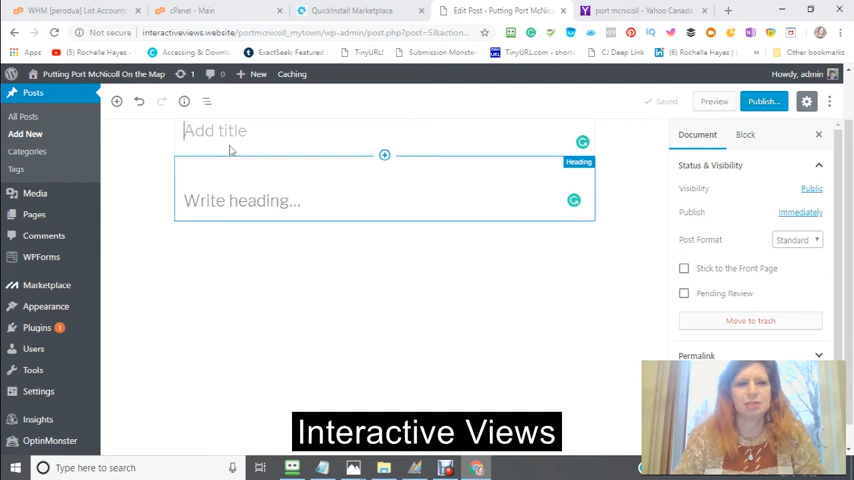 WHM [perodua] List Accounts
cPanel - Main
QuickInstall Marketplace
Edit Post ‹ Putting Port McNico
port mcnicoll - Yahoo Canada
Not secure
interactiveviews.website/portmcnicoll_mytown/wp-admin/post.php?post=5&action...
Apps
Rochelle Hayes -
Accessing & Downlo
ExactSeek: Featured
TinyURL!
Submission Monster
TinyURL.com - short
CJ Deep Link
(6) Rochelle Hayes |
Other bookmarks
Putting Port McNicoll On the Map
1
0
New
Caching
Howdy, admin
Posts
All Posts
Add New
Categories
Tags
Media
Pages
Comments
WPForms
Marketplace
Appearance
Plugins 1
Users
Tools
Settings
Insights
OptinMonster
Saved
Preview
Publish...
Add title
Heading
Write heading...
Document
Block
Status & Visibility
Visibility
Public
Publish
Immediately
Post Format
Standard
Stick to the Front Page
Pending Review
Move to trash
Permalink
Interactive Views
Type here to search